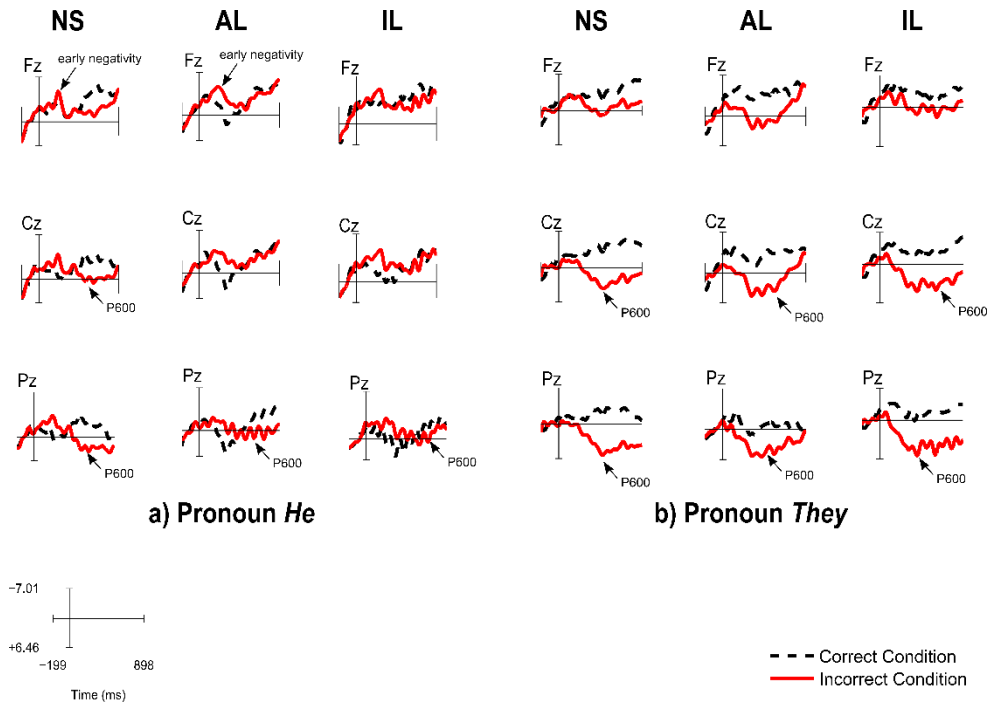 NS AL IL NS AL IL
early negativity early negativity
Fz Fz Fz Fz Fz Fz
Cz Cz Cz Cz Cz Cz
P600 P600 P600 P600
Pz Pz Pz Pz Pz Pz
P600 P600 P600 P600 P600 P600
a) Pronoun He b) Pronoun They
−7.01
+6.46
−199 898
Time (ms)
Correct Condition
Incorrect Condition